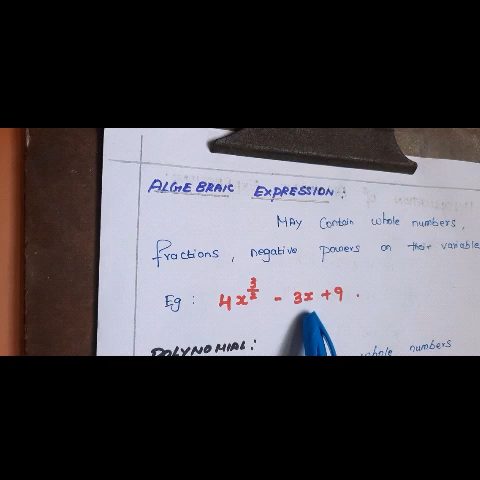 ALGEBRAIC EXPRESSION:
MAY Contain whole numbers,
fractions, negative powers on their variable
Eg: 4x^(3/2) - 3x + 9.
POLYNOMIAL: whole numbers